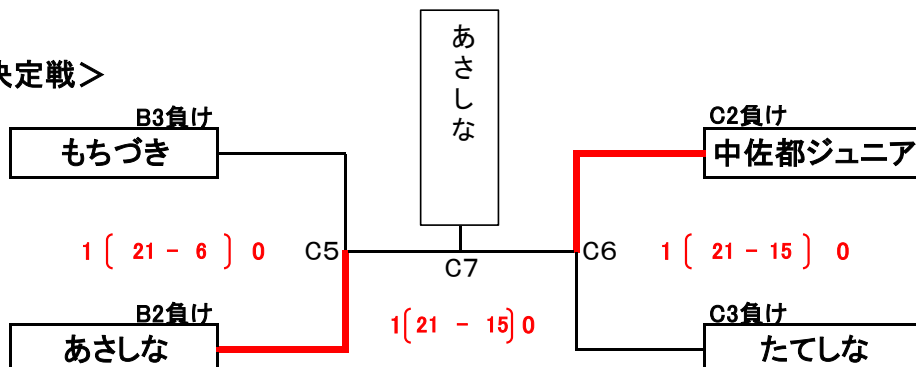 決定戦＞
あさしな
B3負け
もちづき
C2負け
中佐都ジュニア
1 〔 21 － 6 〕 0
C5
C7
C6
1 〔 21 － 15 〕 0
B2負け
あさしな
1〔21 － 15〕0
C3負け
たてしな